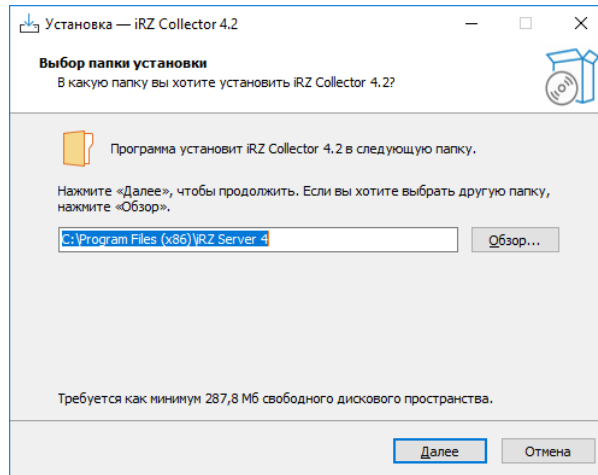 Установка — iRZ Collector 4.2
Выбор папки установки
В какую папку вы хотите установить iRZ Collector 4.2?
Программа установит iRZ Collector 4.2 в следующую папку.
Нажмите «Далее», чтобы продолжить. Если вы хотите выбрать другую папку,
нажмите «Обзор».
C:\Program Files (x86)\iRZ Server 4
Обзор...
Требуется как минимум 287,8 Мб свободного дискового пространства.
Далее
Отмена